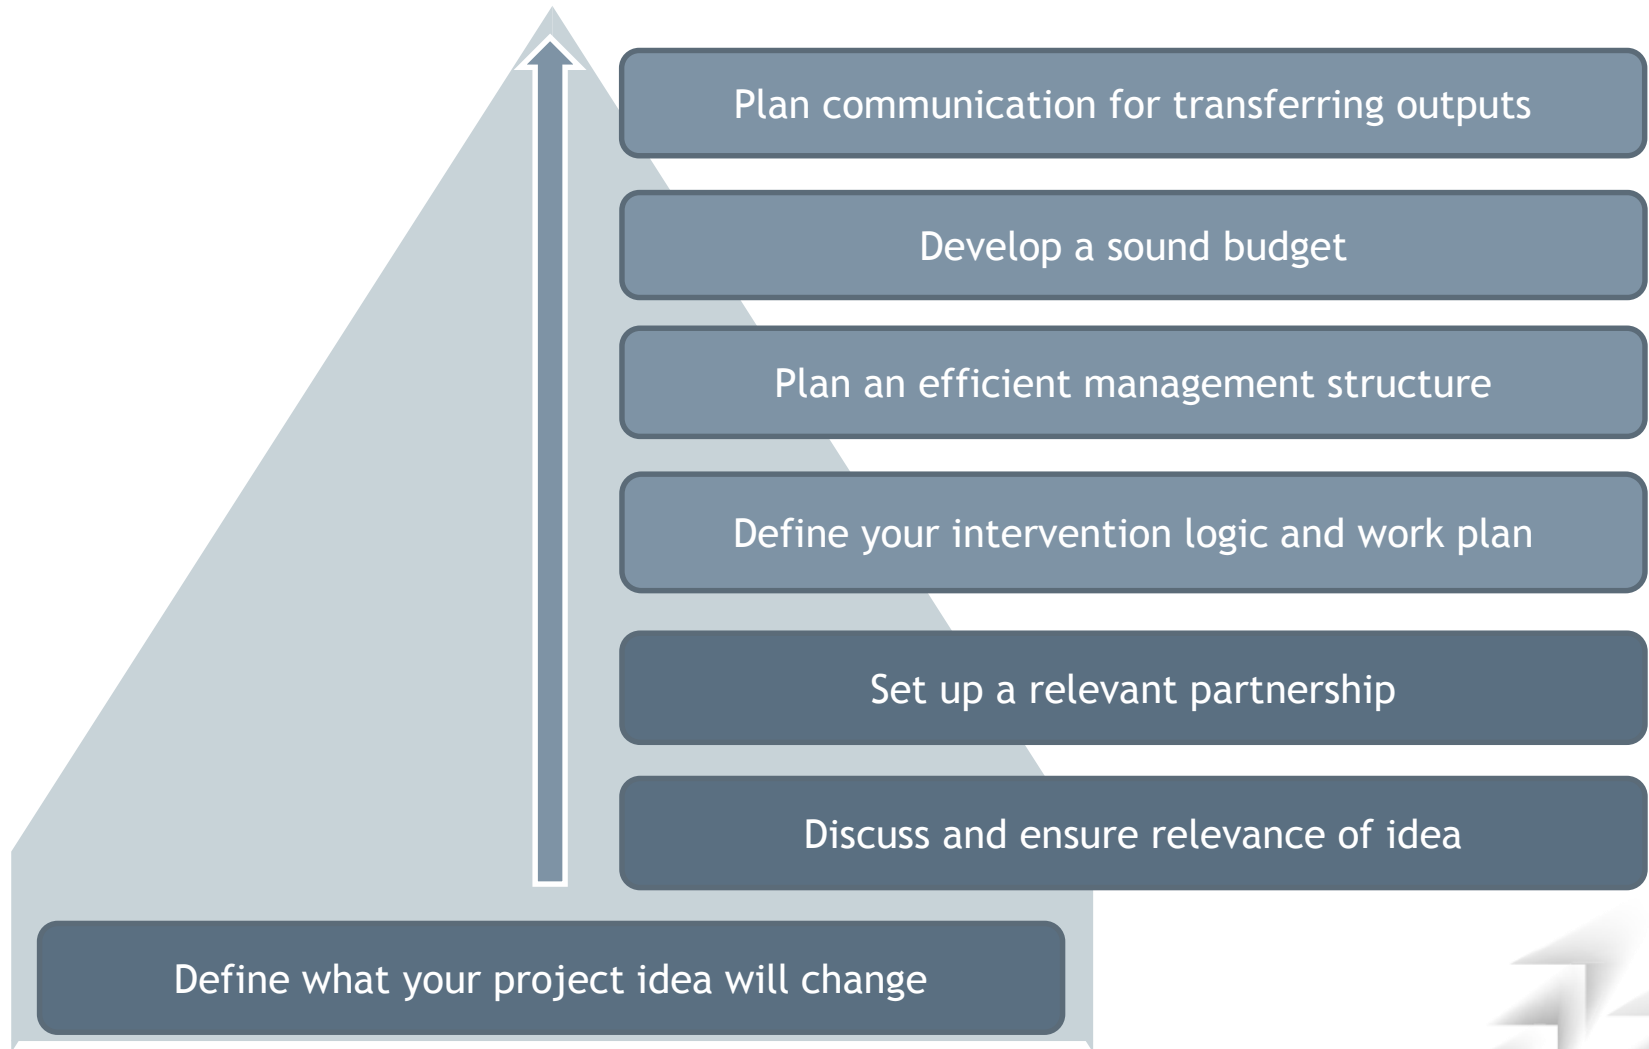 Plan communication for transferring outputs
Develop a sound budget
Plan an efficient management structure
Define your intervention logic and work plan
Set up a relevant partnership
Discuss and ensure relevance of idea
Define what your project idea will change